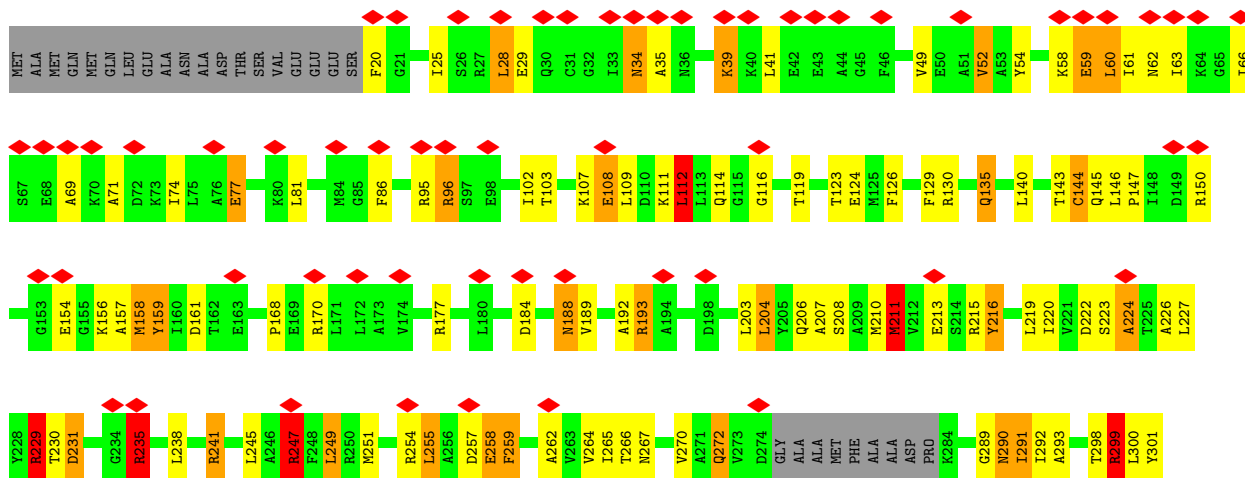 MET ALA MET GLN MET GLN LEU GLU ALA ASN ALA ASP THR SER VAL GLU GLU GLU SER F20 G21 I25 S26 R27 L28 E29 Q30 C31 G32 I33 N34 A35 N36 K39 K40 L41 E42 E43 A44 G45 F46 V49 E50 A51 V52 A53 Y54 K58 E59 L60 I61 N62 I63 K64 G65 I66
S67 E68 A69 K70 A71 D72 K73 I74 L75 A76 E77 K80 L81 M84 G85 F86 R95 R96 S97 E98 I102 T103 K107 E108 L109 D110 K111 L112 L113 Q114 G115 G116 T119 T123 E124 M125 F126 F129 R130 Q135 L140 T143 C144 Q145 L146 P147 I148 D149 R150
G153 E154 G155 K156 A157 M158 Y159 I160 D161 T162 E163 P168 E169 R170 L171 L172 A173 V174 R177 L180 D184 N188 V189 A192 R193 A194 D198 L203 L204 Y205 Q206 A207 S208 A209 M210 M211 V212 E213 S214 R215 Y216 L219 I220 V221 D222 S223 A224 T225 A226 L227
Y228 R229 T230 D231 G234 R235 L238 R241 L245 A246 R247 F248 L249 R250 M251 R254 L255 A256 D257 E258 F259 A262 V263 V264 I265 T266 N267 V270 A271 Q272 V273 D274 GLY ALA ALA MET PHE ALA ALA ASP PRO K284 G289 N290 I291 I292 A293 T298 R299 L300 Y301